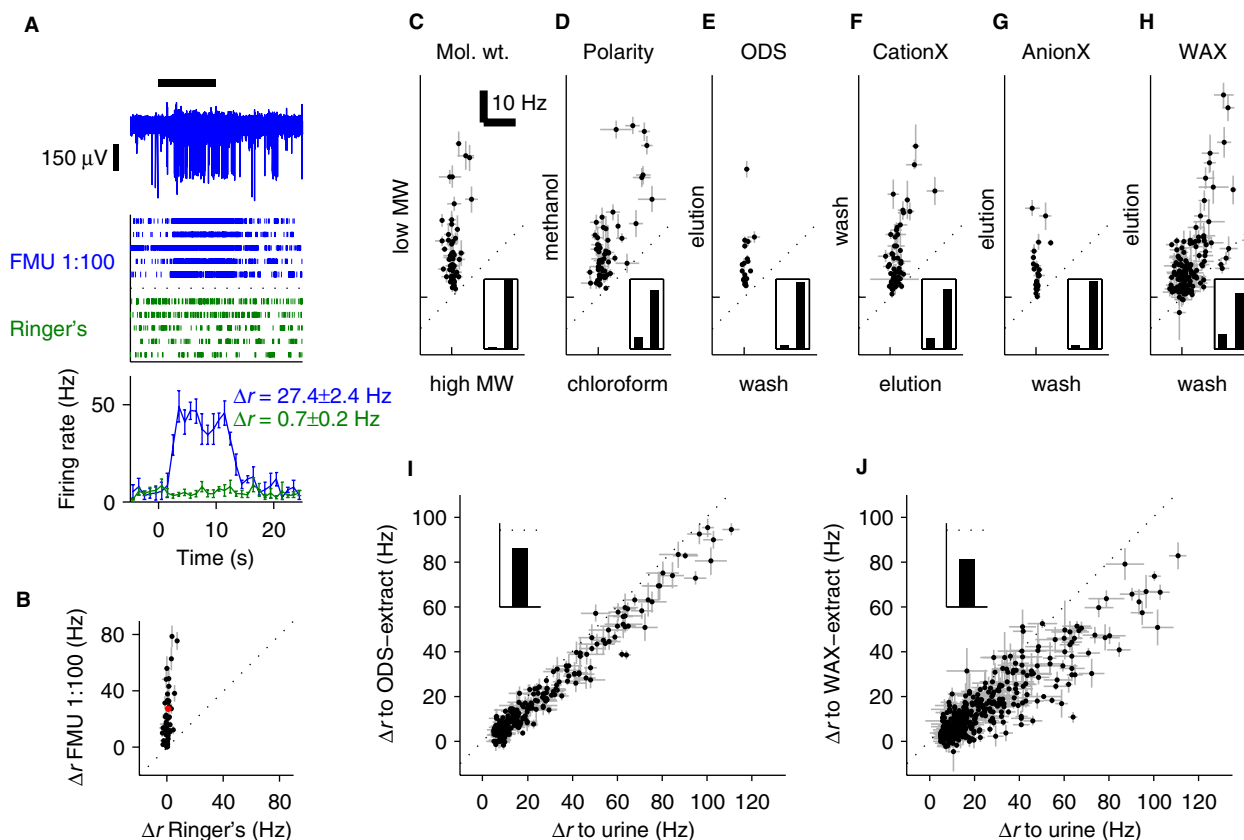 A
150 μV
FMU 1:100
Ringer's
Δr = 27.4±2.4 Hz
Δr = 0.7±0.2 Hz
Firing rate (Hz)
50
0
0 10 20
Time (s)
B
Δr FMU 1:100 (Hz)
80
40
0
0 40 80
Δr Ringer's (Hz)
C
Mol. wt.
10 Hz
low MW
high MW
D
Polarity
methanol
chloroform
E
ODS
elution
wash
F
CationX
wash
elution
G
AnionX
elution
wash
H
WAX
elution
wash
I
Δr to ODS−extract (Hz)
100
80
60
40
20
0
0 20 40 60 80 100 120
Δr to urine (Hz)
J
Δr to WAX−extract (Hz)
100
80
60
40
20
0
0 20 40 60 80 100 120
Δr to urine (Hz)